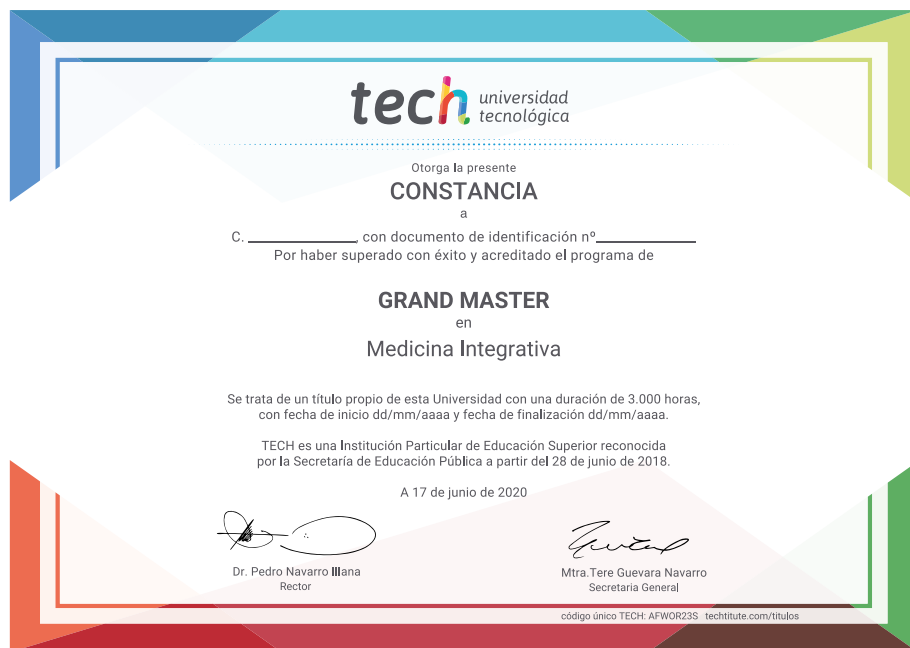 tech universidad
tecnológica
Otorga la presente
CONSTANCIA
a
C. ____________, con documento de identificación nº___________
Por haber superado con éxito y acreditado el programa de
GRAND MASTER
en
Medicina Integrativa
Se trata de un título propio de esta Universidad con una duración de 3.000 horas,
con fecha de inicio dd/mm/aaaa y fecha de finalización dd/mm/aaaa.
TECH es una Institución Particular de Educación Superior reconocida
por la Secretaría de Educación Pública a partir del 28 de junio de 2018.
A 17 de junio de 2020
Dr. Pedro Navarro Illana
Rector
Mtra.Tere Guevara Navarro
Secretaria General
código único TECH: AFWOR23S techtitute.com/titulos